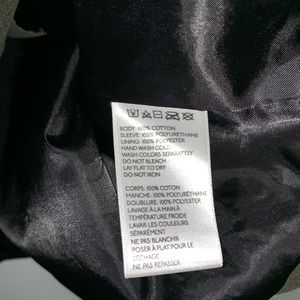 BODY: 100% COTTON
SLEEVE: 100% POLYURETHANE
LINING: 100% POLYESTER
HAND WASH COLD
WASH COLORS SEPARATELY
DO NOT BLEACH
LAY FLAT TO DRY
DO NOT IRON
CORPS: 100% COTON
MANCHE: 100% POLYURÉTHANE
DOUBLURE: 100% POLYESTER
LAVAGE À LA MAIN À
TEMPÉRATURE FROIDE
LAVAR LES COULEURS
SÉPARÉMENT
NE PAS BLANCHIR
POSER À PLAT POUR LE
SÉCHAGE
NE PAS REPASSER